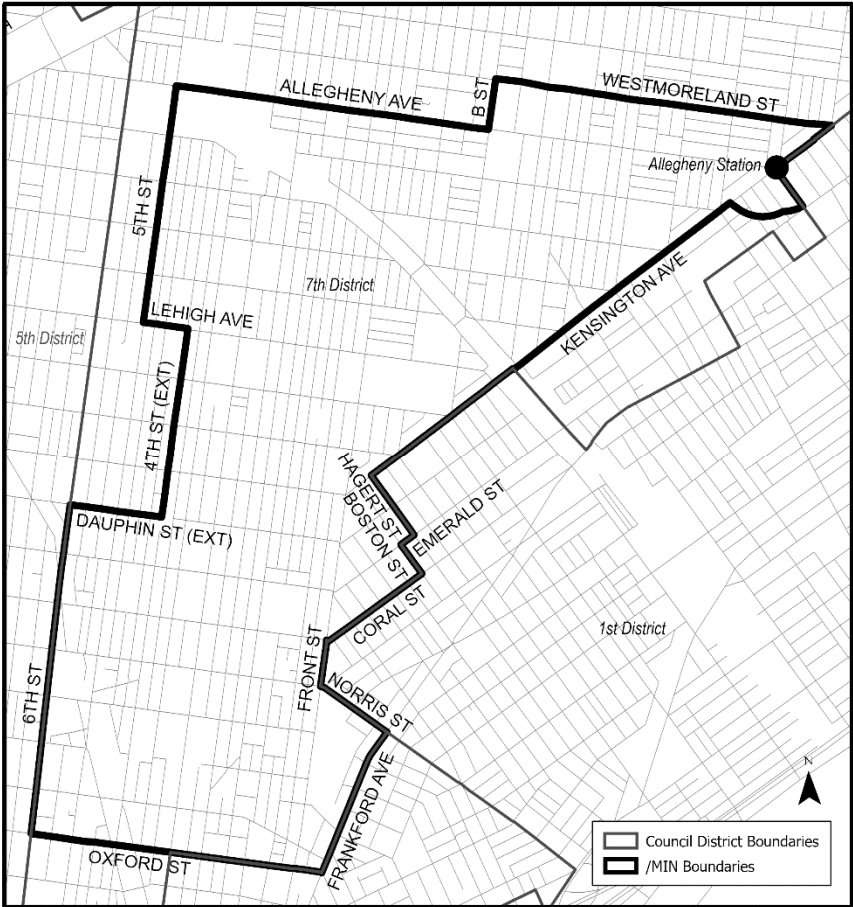 A
ALLEGHENY AVE
B ST
WESTMORELAND ST
Allegheny Station
5TH ST
KENSINGTON AVE
7th District
LEHIGH AVE
5th District
4TH ST (EXT)
HAGERT ST
BOSTON ST
EMERALD ST
DAUPHIN ST (EXT)
CORAL ST
1st District
FRONT ST
NORRIS ST
6TH ST
FRANKFORD AVE
OXFORD ST
N
Council District Boundaries
/MIN Boundaries